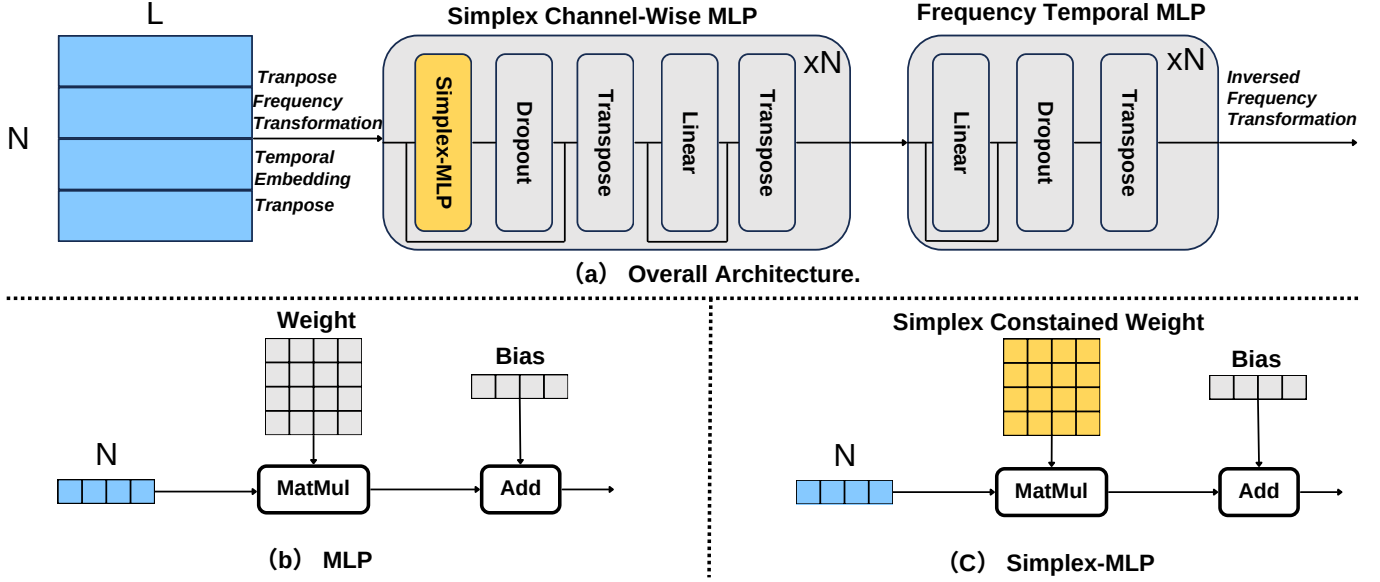 L
Simplex Channel-Wise MLP
Frequency Temporal MLP
N
Tranpose
Frequency
Transformation
Temporal
Embedding
Tranpose
Simplex-MLP
Dropout
Transpose
Linear
Transpose
xN
Linear
Dropout
Transpose
xN
Inversed
Frequency
Transformation
(a) Overall Architecture.
Weight
Bias
N
MatMul
Add
(b) MLP
Simplex Constained Weight
Bias
N
MatMul
Add
(C) Simplex-MLP